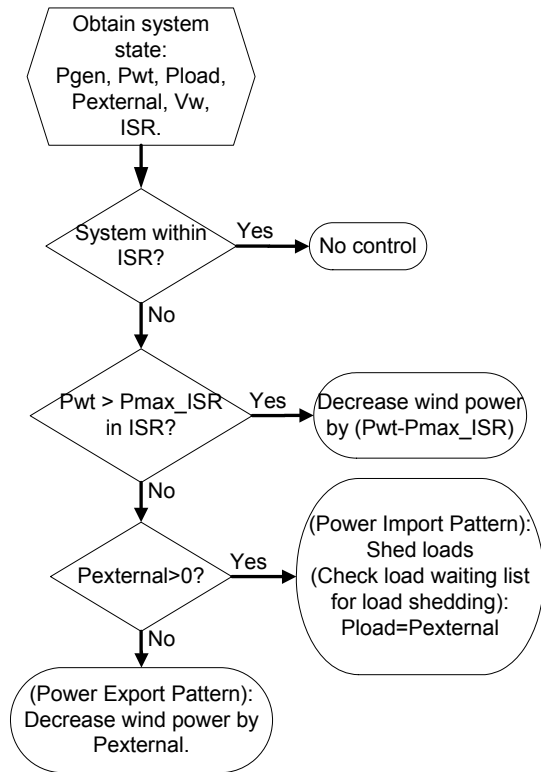 Obtain system
state:
Pgen, Pwt, Pload,
Pexternal, Vw,
ISR.
System within
ISR?
Yes
No control
No
Pwt > Pmax_ISR
in ISR?
Yes
Decrease wind power
by (Pwt-Pmax_ISR)
No
Pexternal>0?
Yes
(Power Import Pattern):
Shed loads
(Check load waiting list
for load shedding):
Pload=Pexternal
No
(Power Export Pattern):
Decrease wind power by
Pexternal.